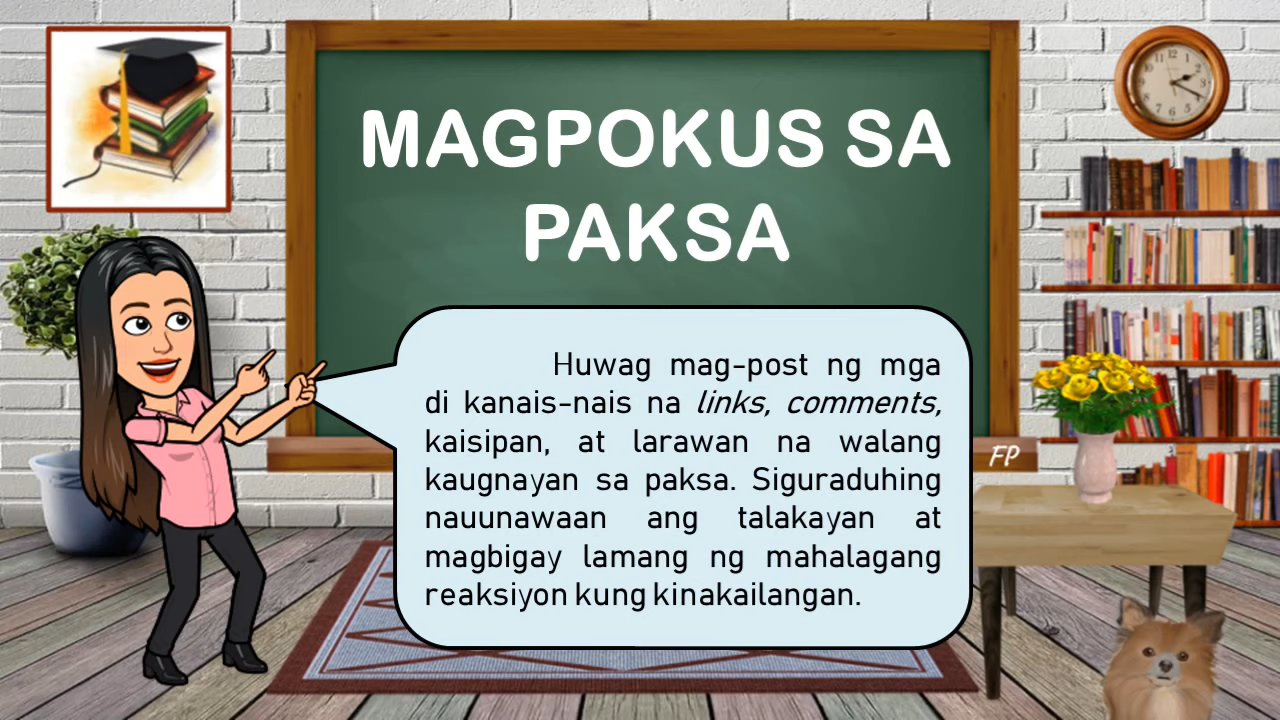 MAGPOKUS SA
PAKSA
Huwag mag-post ng mga
di kanais-nais na links, comments,
kaisipan, at larawan na walang
kaugnayan sa paksa. Siguraduhing
nauunawaan ang talakayan at
magbigay lamang ng mahalagang
reaksiyon kung kinakailangan.
FP